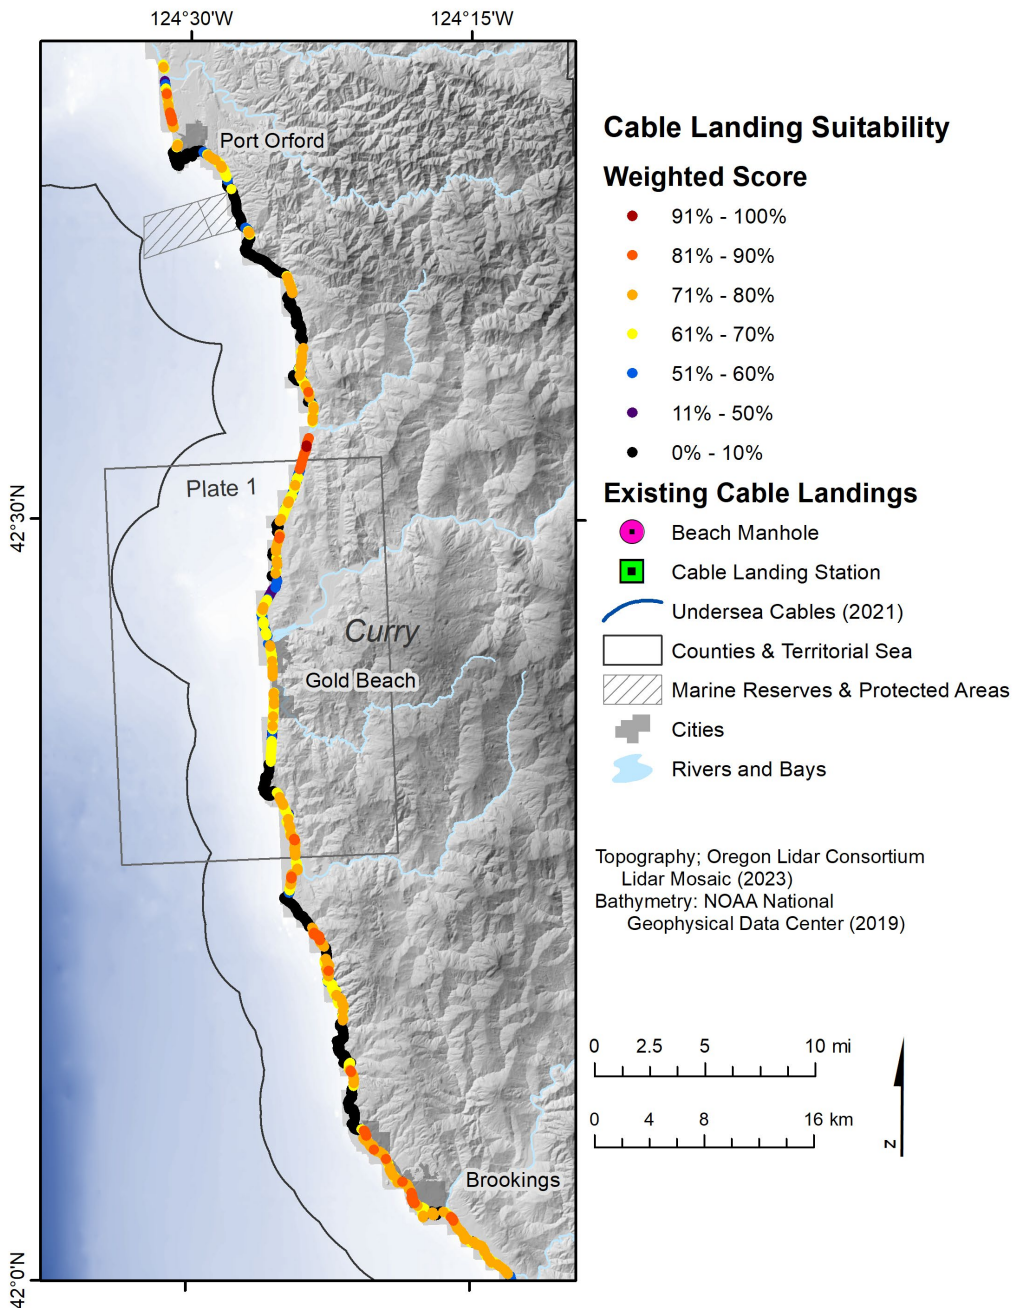 124°30'W
124°15'W
Port Orford
Plate 1
42°30'N
Curry
Gold Beach
Brookings
42°0'N
Cable Landing Suitability
Weighted Score
91% - 100%
81% - 90%
71% - 80%
61% - 70%
51% - 60%
11% - 50%
0% - 10%
Existing Cable Landings
Beach Manhole
Cable Landing Station
Undersea Cables (2021)
Counties & Territorial Sea
Marine Reserves & Protected Areas
Cities
Rivers and Bays
Topography; Oregon Lidar Consortium
Lidar Mosaic (2023)
Bathymetry: NOAA National
Geophysical Data Center (2019)
0 2.5 5 10 mi
0 4 8 16 km
N